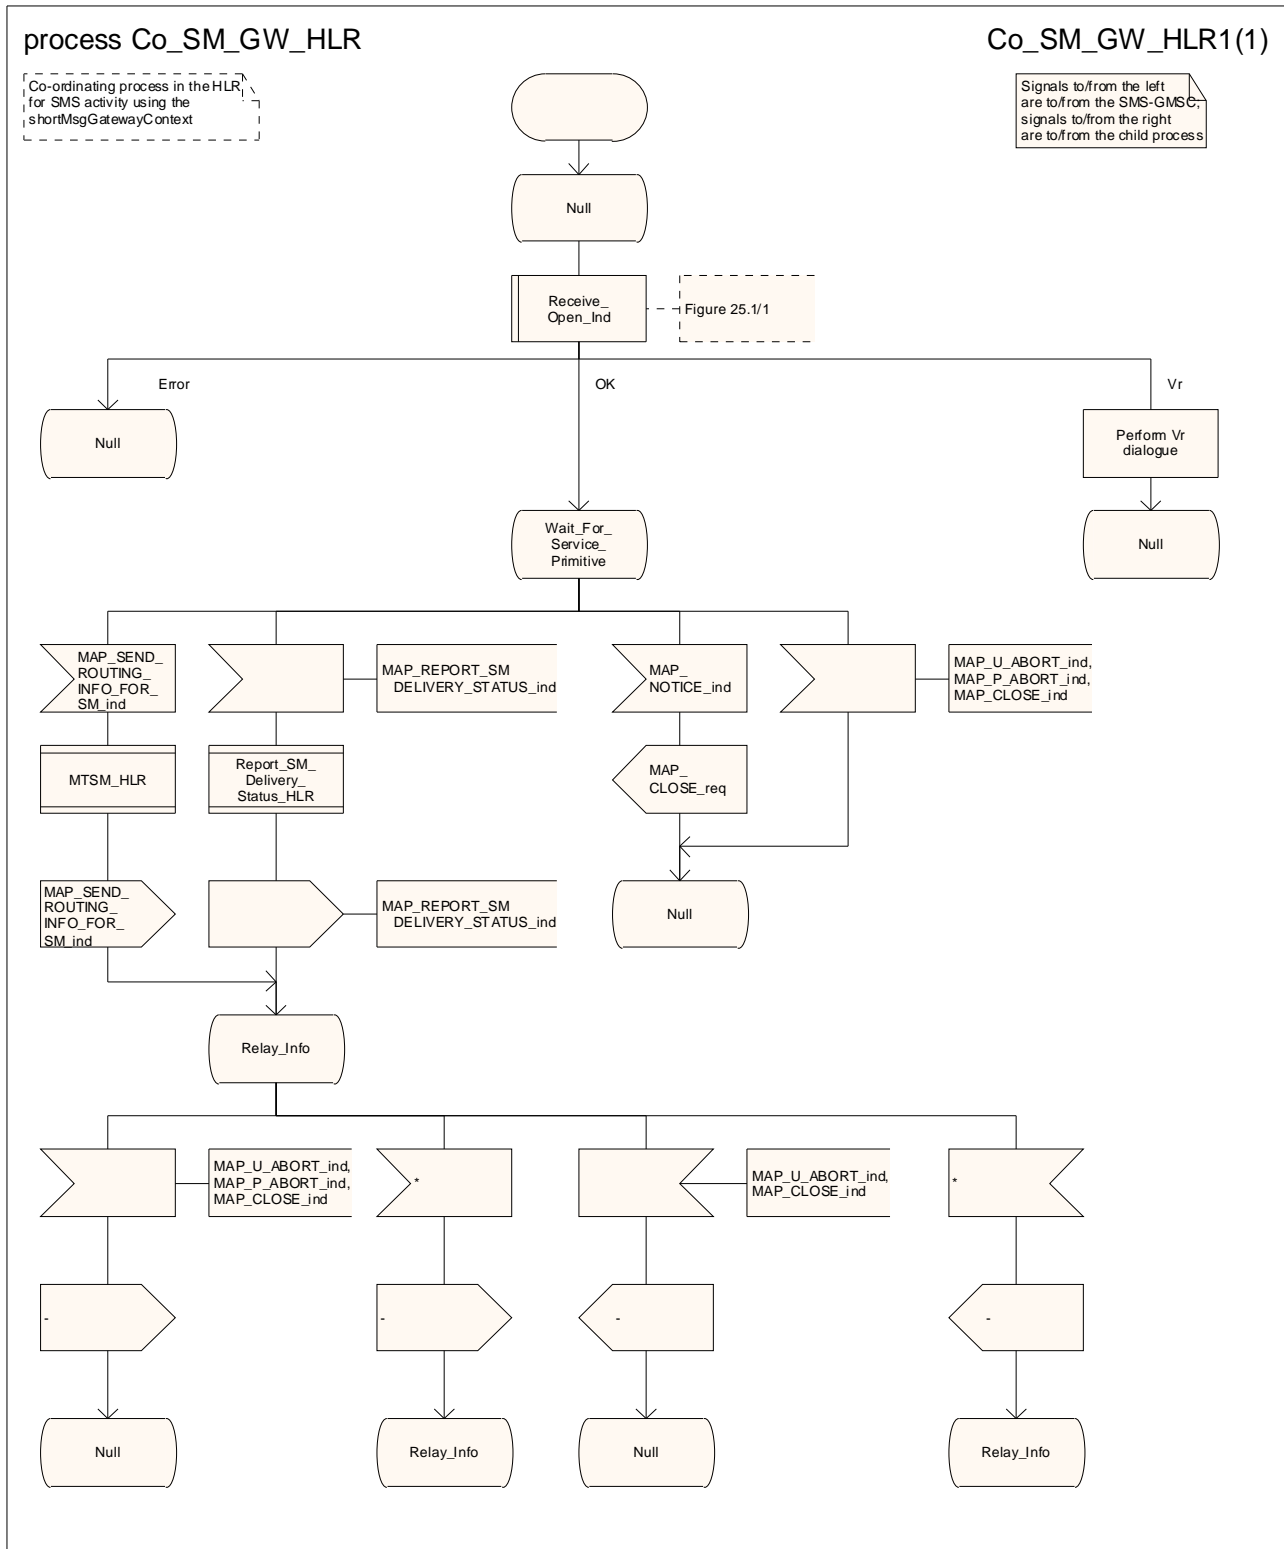 process Co_SM_GW_HLR
Co_SM_GW_HLR1(1)
Co-ordinating process in the HLR
for SMS activity using the
shortMsgGatewayContext
Signals to/from the left
are to/from the SMS-GMSC;
signals to/from the right
are to/from the child process
Null
Receive_
Open_Ind
Figure 25.1/1
Error
OK
Vr
Null
Perform Vr
dialogue
Wait_For_
Service_
Primitive
Null
MAP_SEND_
ROUTING_
INFO_FOR_
SM_ind
MAP_REPORT_SM
DELIVERY_STATUS_ind
MAP_
NOTICE_ind
MAP_U_ABORT_ind,
MAP_P_ABORT_ind,
MAP_CLOSE_ind
MTSM_HLR
Report_SM_
Delivery_
Status_HLR
MAP_
CLOSE_req
MAP_SEND_
ROUTING_
INFO_FOR_
SM_ind
MAP_REPORT_SM
DELIVERY_STATUS_ind
Null
Relay_Info
MAP_U_ABORT_ind,
MAP_P_ABORT_ind,
MAP_CLOSE_ind
*
MAP_U_ABORT_ind,
MAP_CLOSE_ind
*
-
-
-
-
Null
Relay_Info
Null
Relay_Info